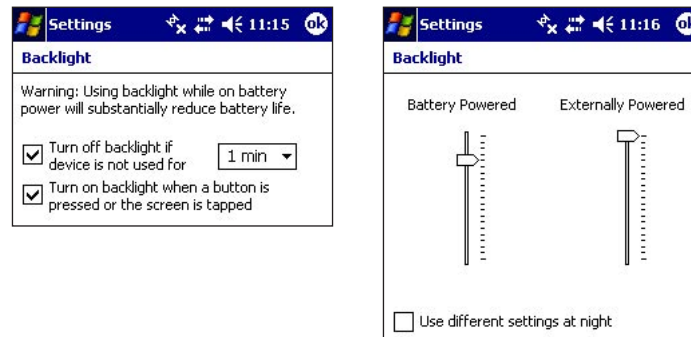 Settings 11:15 ok
Backlight
Warning: Using backlight while on battery
power will substantially reduce battery life.
Turn off backlight if
device is not used for
1 min
Turn on backlight when a button is
pressed or the screen is tapped
Settings 11:16 ok
Backlight
Battery Powered Externally Powered
Use different settings at night